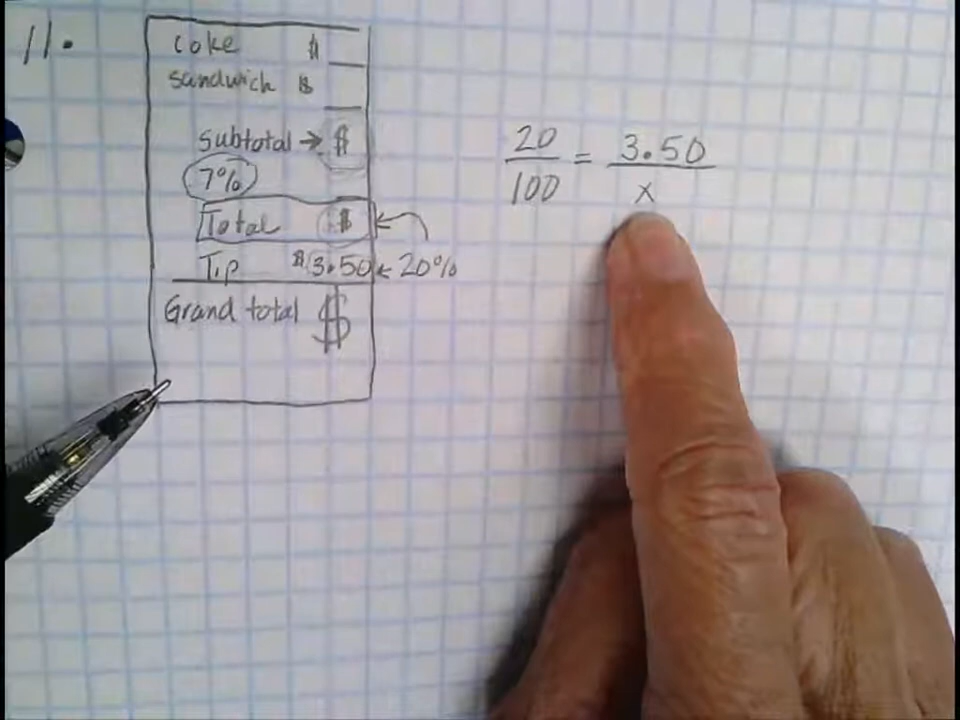 11.
coke $
sandwich $
subtotal → $
7%
Total $
Tip $3.50 ← 20%
Grand total $
20/100 = 3.50/x